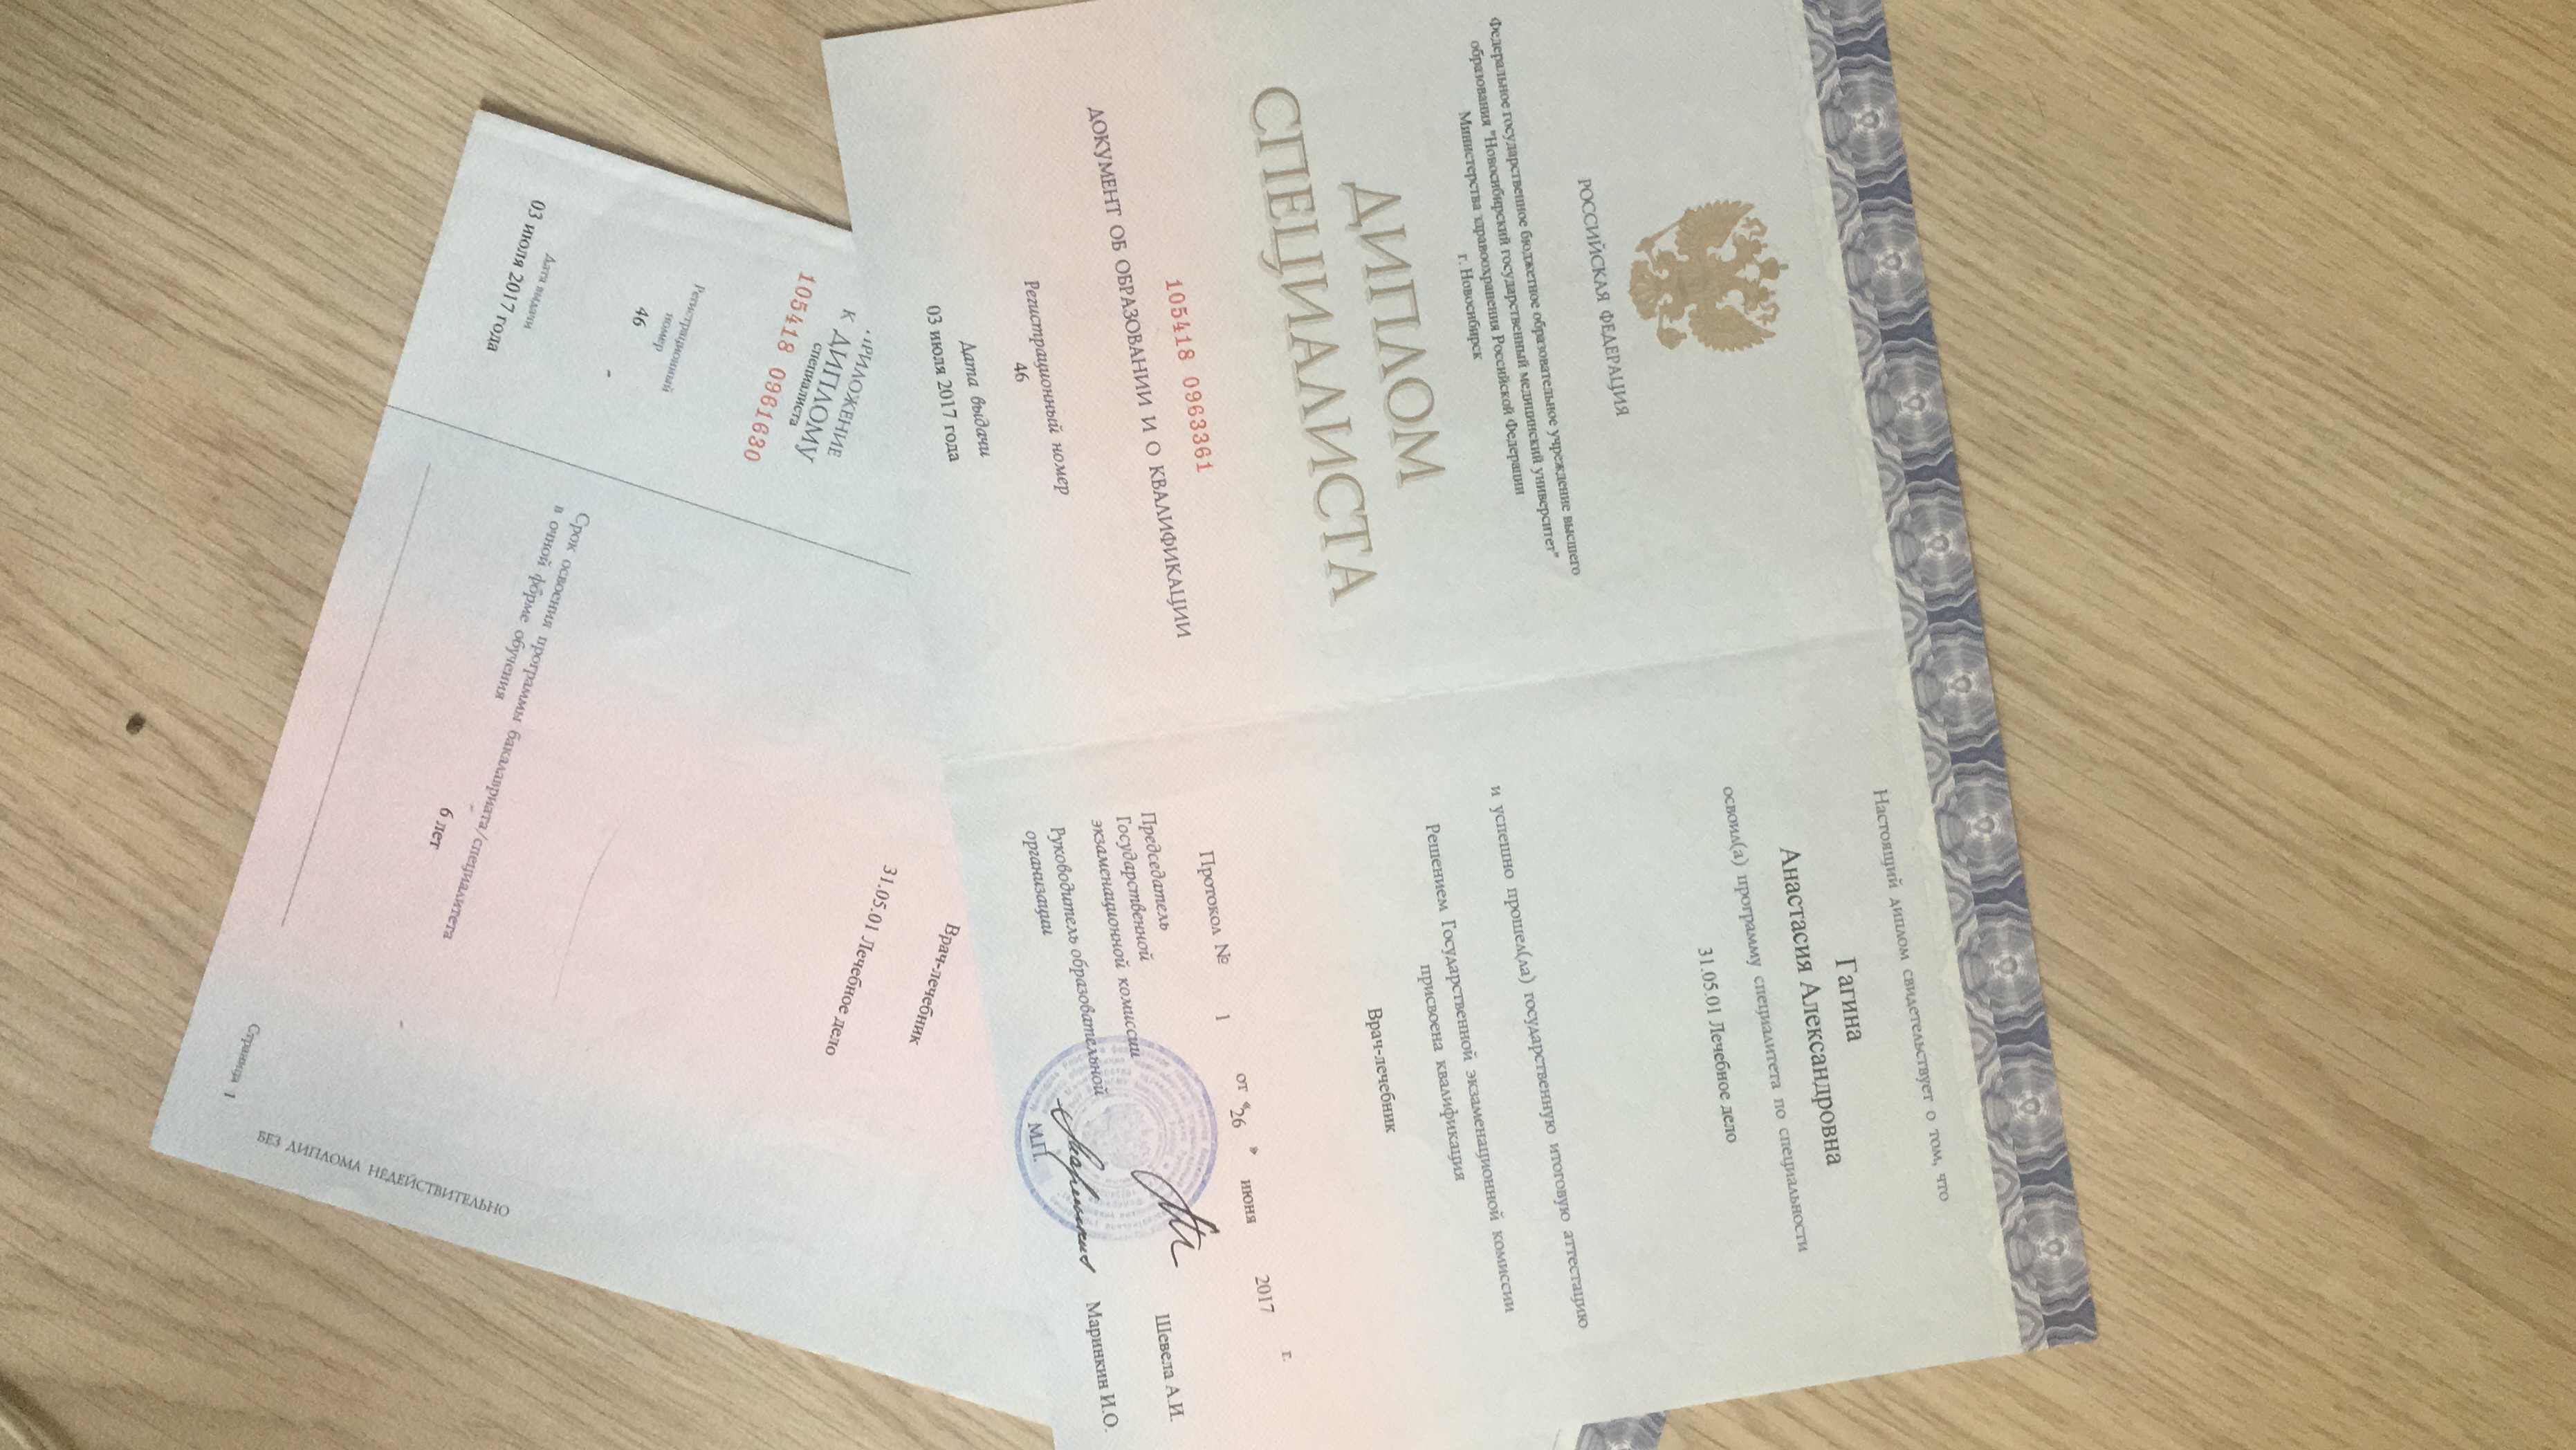 РОССИЙСКАЯ ФЕДЕРАЦИЯ
Федеральное государственное бюджетное образовательное учреждение высшего
образования "Новосибирский государственный медицинский университет"
Министерства здравоохранения Российской Федерации
г. Новосибирск
ДИПЛОМ
СПЕЦИАЛИСТА
105418 0963361
ДОКУМЕНТ ОБ ОБРАЗОВАНИИ И О КВАЛИФИКАЦИИ
Регистрационный номер
46
Дата выдачи
03 июля 2017 года
Настоящий диплом свидетельствует о том, что
Гагина
Анастасия Александровна
освоил(а) программу специалитета по специальности
31.05.01 Лечебное дело
и успешно прошел(ла) государственную итоговую аттестацию
Решением Государственной экзаменационной комиссии
присвоена квалификация
Врач-лечебник
Протокол № 1 от «26 » июня 2017 г.
Председатель
Государственной
экзаменационной комиссии
Шевела А.И.
Руководитель образовательной
организации
Маринкин И.О.
М.П.
ПРИЛОЖЕНИЕ
к ДИПЛОМУ
специалиста
105418 0961680
Регистрационный
номер
46
Дата выдачи
03 июля 2017 года
Врач-лечебник
31.05.01 Лечебное дело
Срок освоения программы бакалавриата/специалитета
в очной форме обучения
6 лет
Страница 1
БЕЗ ДИПЛОМА НЕДЕЙСТВИТЕЛЬНО